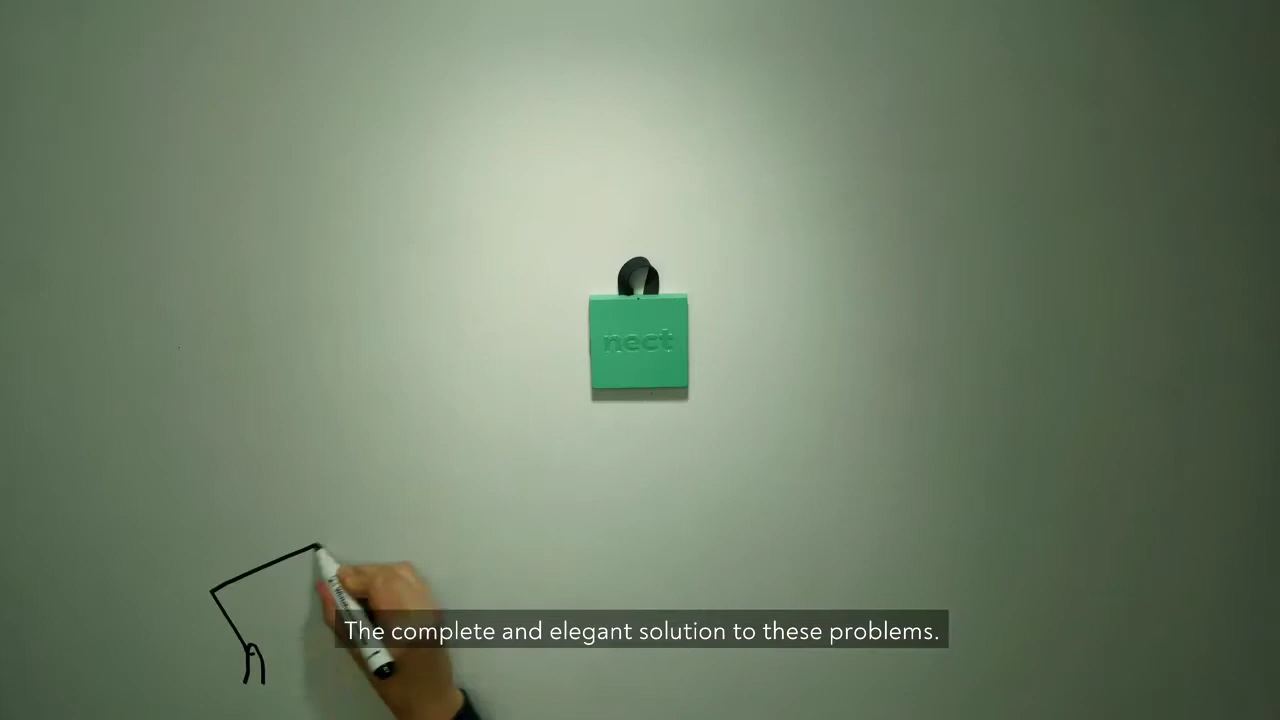 nect
The complete and elegant solution to these problems.